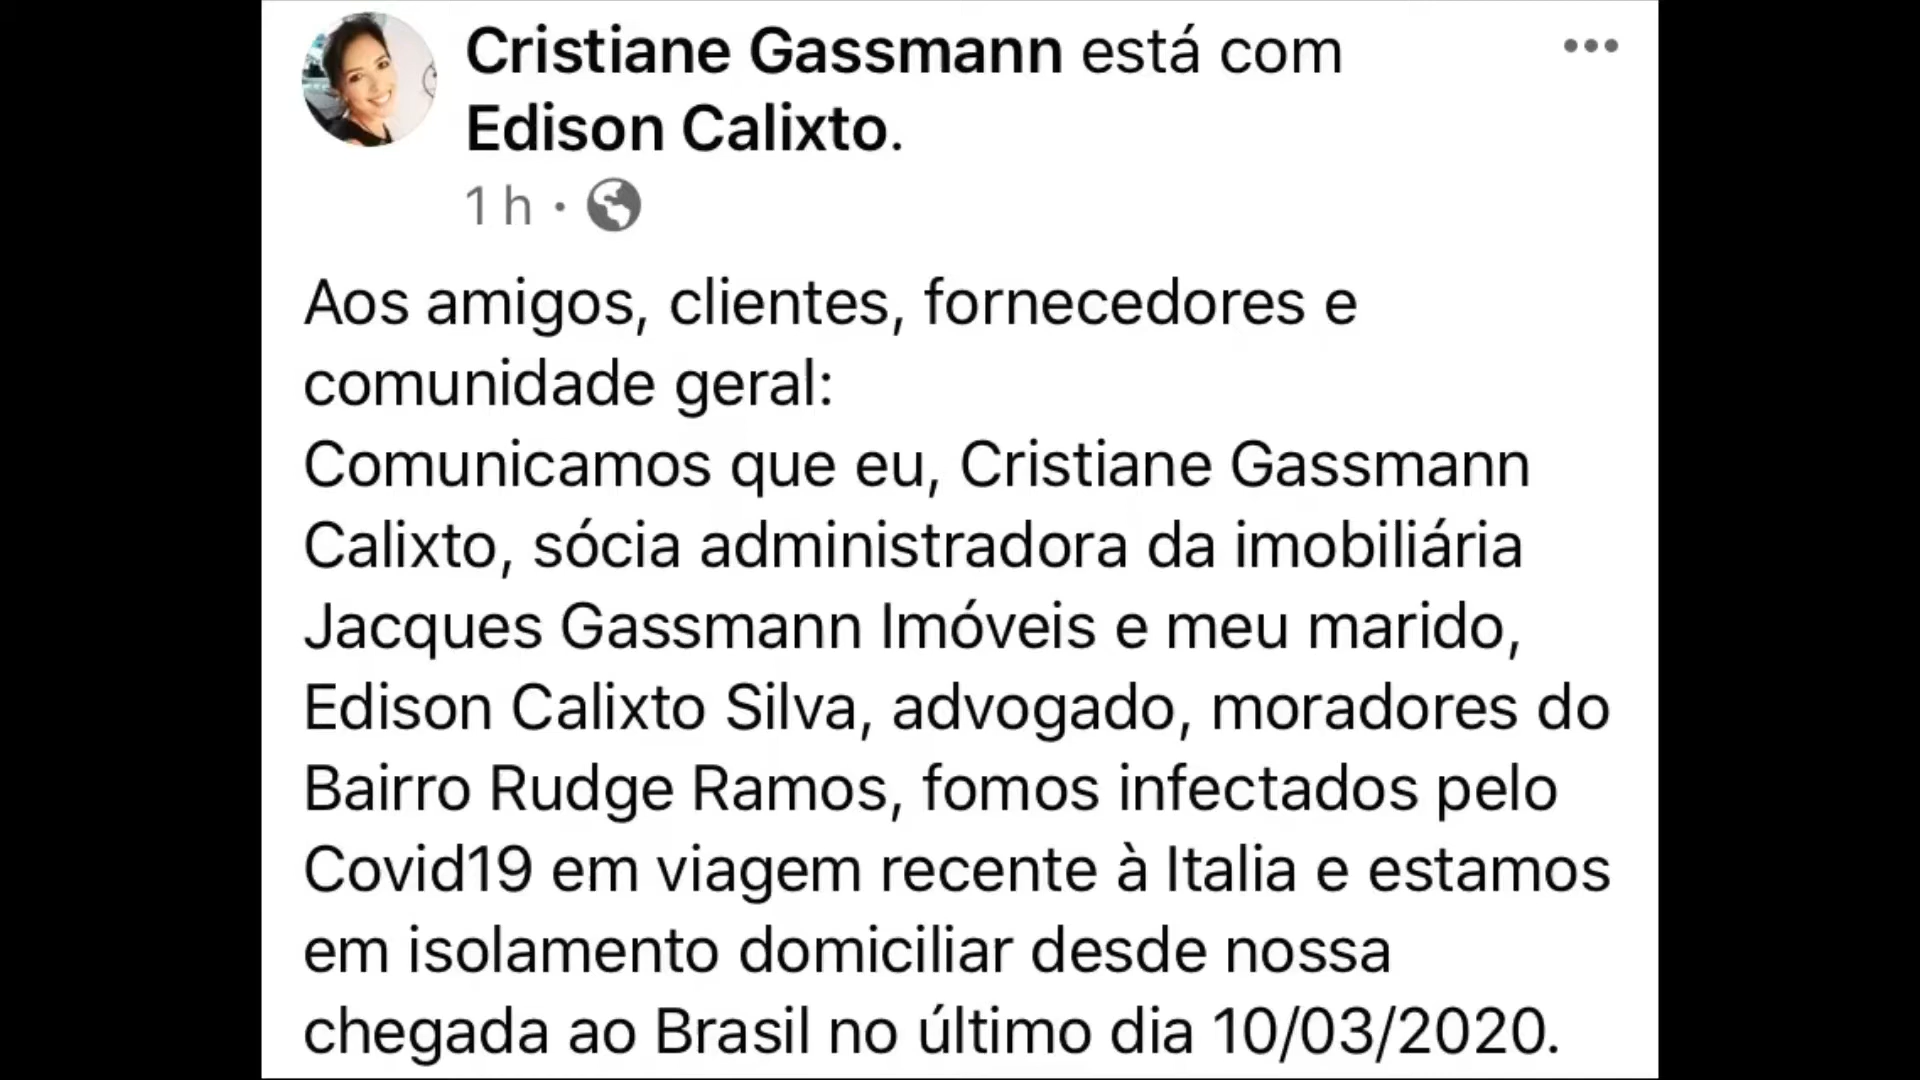 Cristiane Gassmann está com
Edison Calixto.
1 h ·
Aos amigos, clientes, fornecedores e
comunidade geral:
Comunicamos que eu, Cristiane Gassmann
Calixto, sócia administradora da imobiliária
Jacques Gassmann Imóveis e meu marido,
Edison Calixto Silva, advogado, moradores do
Bairro Rudge Ramos, fomos infectados pelo
Covid19 em viagem recente à Italia e estamos
em isolamento domiciliar desde nossa
chegada ao Brasil no último dia 10/03/2020.